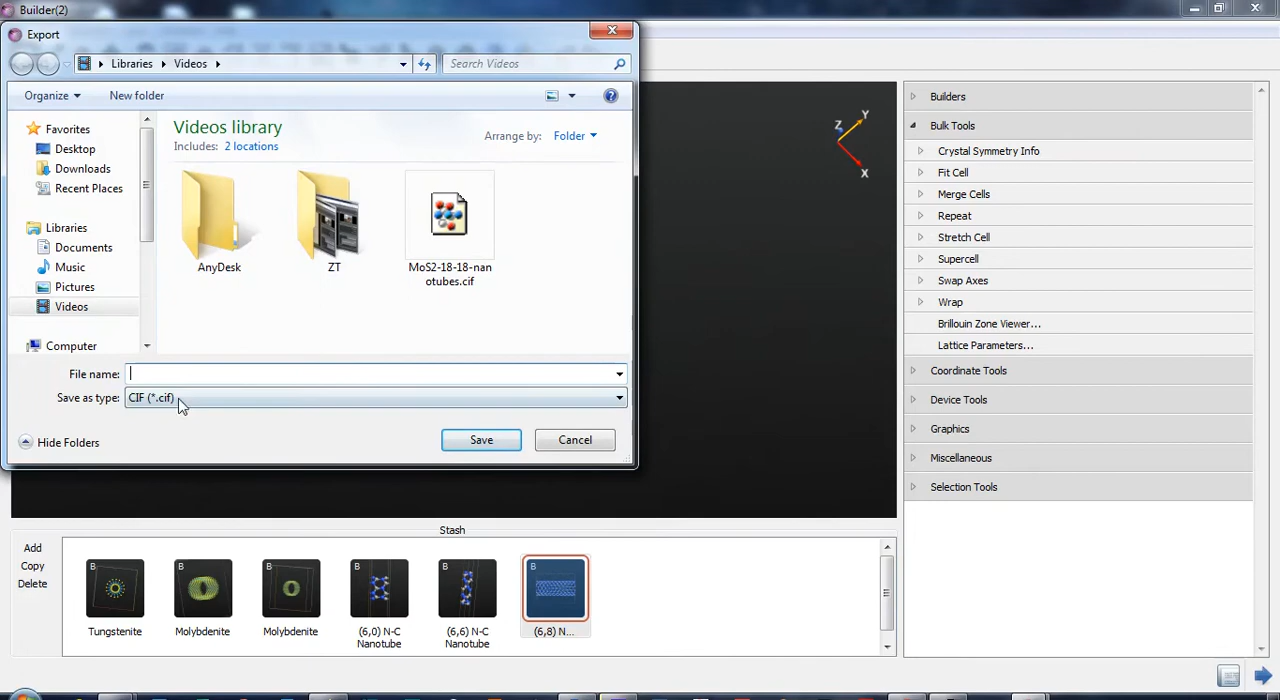 Builder(2)
Export
Libraries Videos
Search Videos
Organize
New folder
Favorites
Desktop
Downloads
Recent Places
Libraries
Documents
Music
Pictures
Videos
Computer
Videos library
Includes: 2 locations
Arrange by: Folder
AnyDesk
ZT
MoS2-18-18-nan
otubes.cif
File name:
Save as type: CIF (*.cif)
Hide Folders
Save
Cancel
Z
Y
X
Builders
Bulk Tools
Crystal Symmetry Info
Fit Cell
Merge Cells
Repeat
Stretch Cell
Supercell
Swap Axes
Wrap
Brillouin Zone Viewer...
Lattice Parameters...
Coordinate Tools
Device Tools
Graphics
Miscellaneous
Selection Tools
Stash
Add
Copy
Delete
B
Tungstenite
B
Molybdenite
B
Molybdenite
B
(6,0) N-C
Nanotube
B
(6,6) N-C
Nanotube
B
(6,8) N...